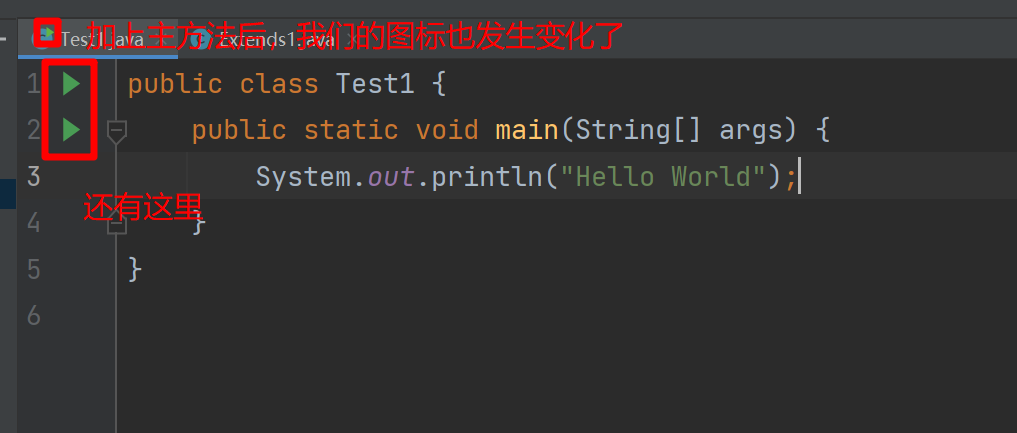 加上主方法后，我们的图标也发生变化了
Test1.java Extends1.java
1 public class Test1 {
2 public static void main(String[] args) {
3 System.out.println("Hello World");
还有这里
4 }
5 }
6